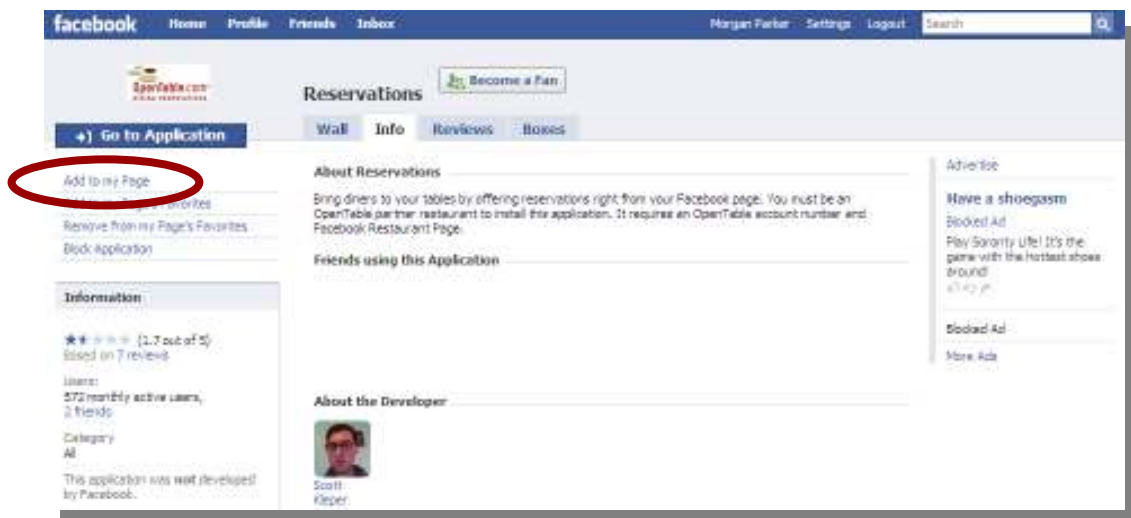 facebook Home Profile Friends Inbox Morgan Parker Settings Logout Search
OpenTable.com
Reservations
Become a Fan
Go to Application
Wall Info Reviews Boxes
Add to my Page
Favorites
Remove from my Page's Favorites
Block Application
Information
(1.7 out of 5)
Based on 7 reviews
Users:
572 monthly active users,
2 friends
Category
All
This application was not developed
by Facebook.
About Reservations
Bring diners to your tables by offering reservations right from your Facebook page. You must be an
OpenTable partner restaurant to install this application. It requires an OpenTable account number and
Facebook Restaurant Page.
Friends using this Application
About the Developer
Scott
Kleper
Advertise
Have a shoegasm
Blocked Ad
Play Sorority Life! It's the
game with the hottest shoes
around!
Blocked Ad
More Ads